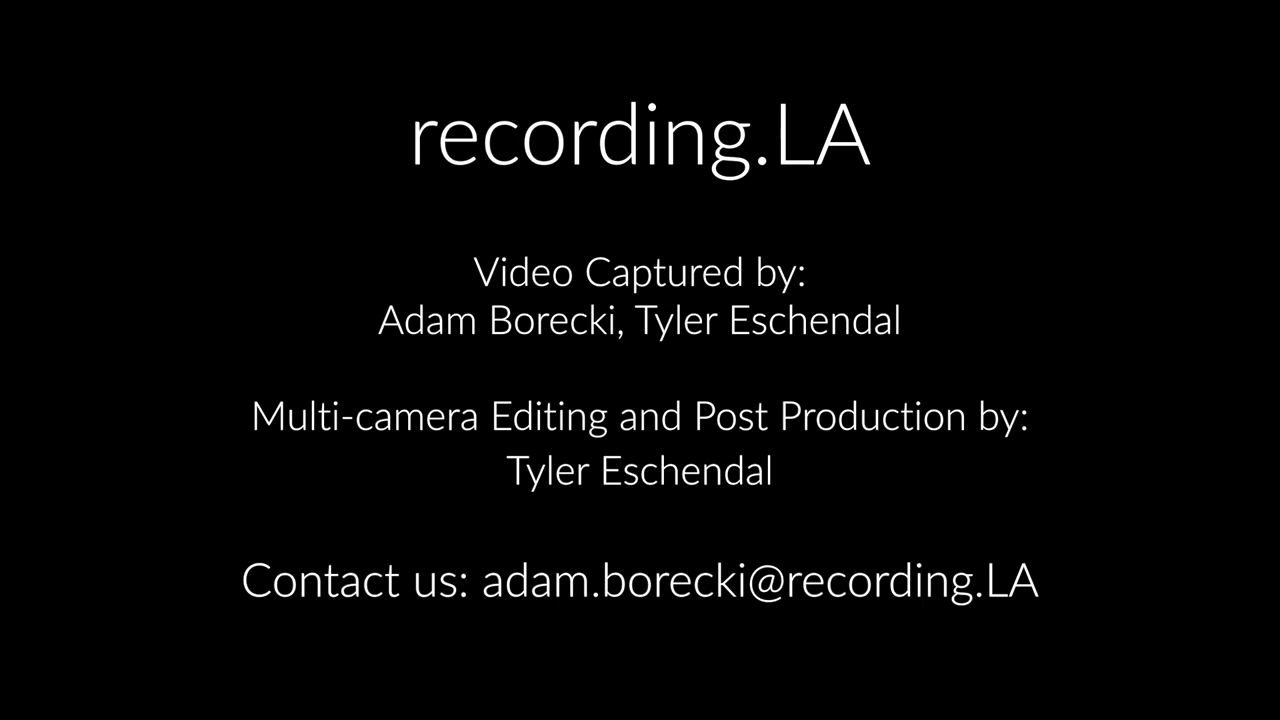 recording.LA
Video Captured by:
Adam Borecki, Tyler Eschendal
Multi-camera Editing and Post Production by:
Tyler Eschendal
Contact us: adam.borecki@recording.LA